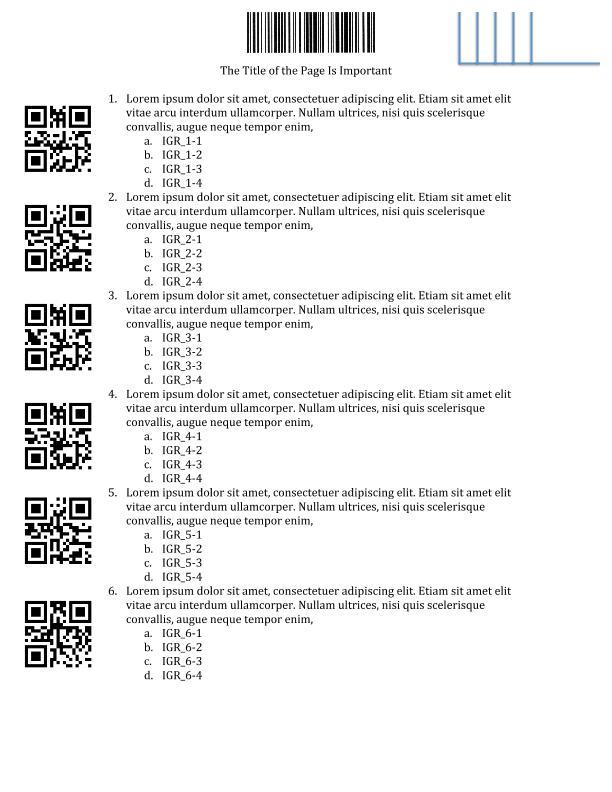 The Title of the Page Is Important
1. Lorem ipsum dolor sit amet, consectetuer adipiscing elit. Etiam sit amet elit
vitae arcu interdum ullamcorper. Nullam ultrices, nisi quis scelerisque
convallis, augue neque tempor enim,
a. IGR_1-1
b. IGR_1-2
c. IGR_1-3
d. IGR_1-4
2. Lorem ipsum dolor sit amet, consectetuer adipiscing elit. Etiam sit amet elit
vitae arcu interdum ullamcorper. Nullam ultrices, nisi quis scelerisque
convallis, augue neque tempor enim,
a. IGR_2-1
b. IGR_2-2
c. IGR_2-3
d. IGR_2-4
3. Lorem ipsum dolor sit amet, consectetuer adipiscing elit. Etiam sit amet elit
vitae arcu interdum ullamcorper. Nullam ultrices, nisi quis scelerisque
convallis, augue neque tempor enim,
a. IGR_3-1
b. IGR_3-2
c. IGR_3-3
d. IGR_3-4
4. Lorem ipsum dolor sit amet, consectetuer adipiscing elit. Etiam sit amet elit
vitae arcu interdum ullamcorper. Nullam ultrices, nisi quis scelerisque
convallis, augue neque tempor enim,
a. IGR_4-1
b. IGR_4-2
c. IGR_4-3
d. IGR_4-4
5. Lorem ipsum dolor sit amet, consectetuer adipiscing elit. Etiam sit amet elit
vitae arcu interdum ullamcorper. Nullam ultrices, nisi quis scelerisque
convallis, augue neque tempor enim,
a. IGR_5-1
b. IGR_5-2
c. IGR_5-3
d. IGR_5-4
6. Lorem ipsum dolor sit amet, consectetuer adipiscing elit. Etiam sit amet elit
vitae arcu interdum ullamcorper. Nullam ultrices, nisi quis scelerisque
convallis, augue neque tempor enim,
a. IGR_6-1
b. IGR_6-2
c. IGR_6-3
d. IGR_6-4